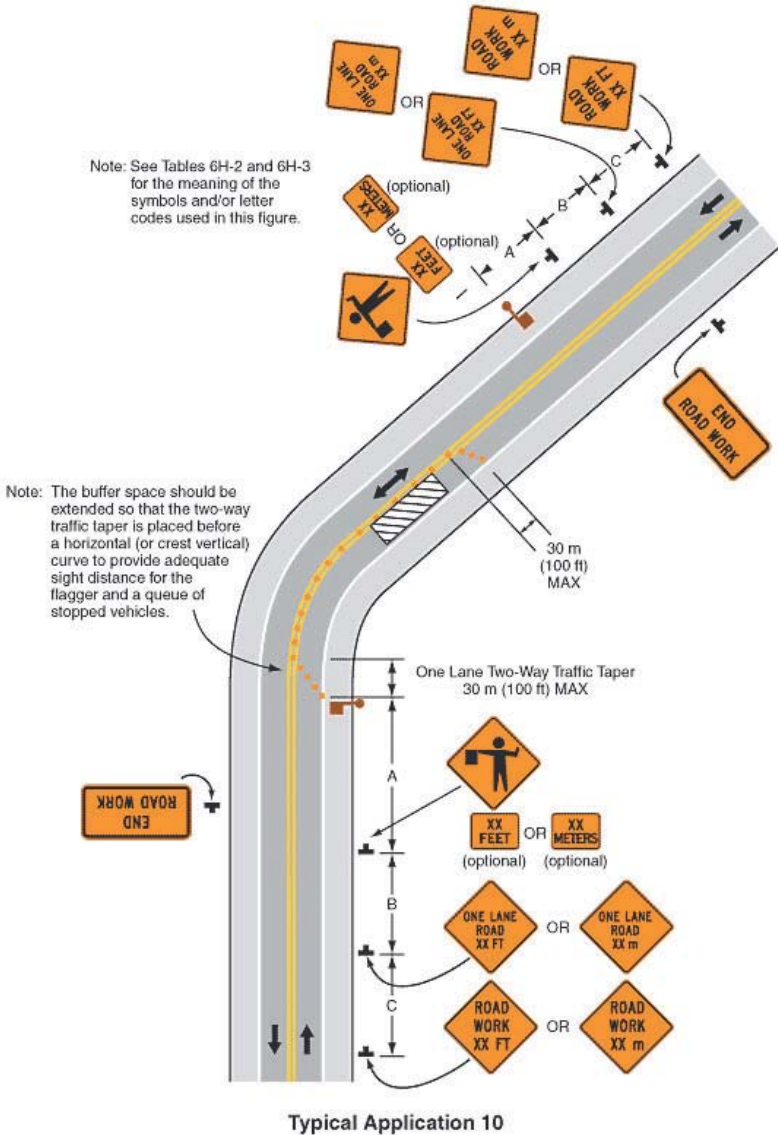 ROAD
WORK
XX m
OR
ROAD
WORK
XX FT
ONE LANE
ROAD
XX m
OR
ONE LANE
ROAD
XX FT
C
B
A
Note: See Tables 6H-2 and 6H-3
for the meaning of the
symbols and/or letter
codes used in this figure.
(optional)
XX
METERS
OR
(optional)
XX
FEET
END
ROAD WORK
Note: The buffer space should be
extended so that the two-way
traffic taper is placed before
a horizontal (or crest vertical)
curve to provide adequate
sight distance for the
flagger and a queue of
stopped vehicles.
30 m
(100 ft)
MAX
One Lane Two-Way Traffic Taper
30 m (100 ft) MAX
A
END
ROAD WORK
XX
FEET
OR
XX
METERS
(optional)
(optional)
B
ONE LANE
ROAD
XX FT
OR
ONE LANE
ROAD
XX m
C
ROAD
WORK
XX FT
OR
ROAD
WORK
XX m
Typical Application 10